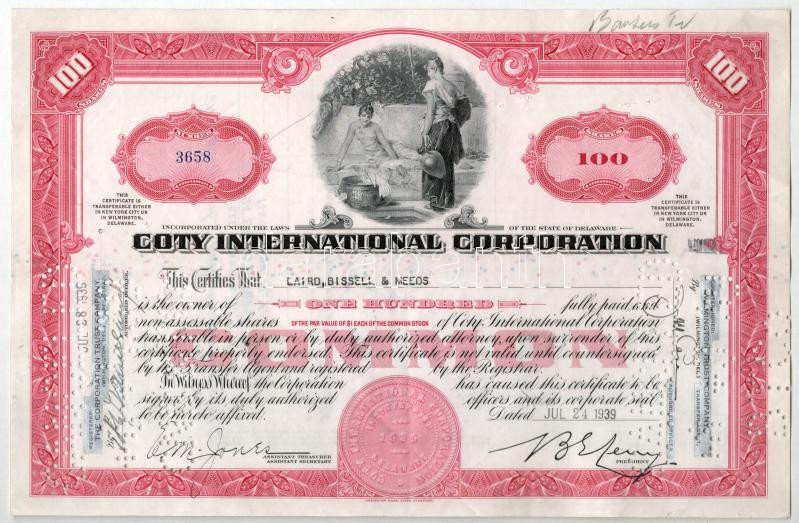 Bankers Tr
100
SHARES
100
SHARES
NUMBER
3658
SHARES
100
THIS
CERTIFICATE IS
TRANSFERABLE EITHER
IN NEW YORK CITY OR
IN WILMINGTON,
DELAWARE.
THIS
CERTIFICATE IS
TRANSFERABLE EITHER
IN NEW YORK CITY OR
IN WILMINGTON,
DELAWARE.
INCORPORATED UNDER THE LAWS OF THE STATE OF DELAWARE
COTY INTERNATIONAL CORPORATION
This Certifies That LAIRD, BISSELL & MEEDS
is the owner of ONE HUNDRED fully paid and
non-assessable shares OF THE PAR VALUE OF $1 EACH OF THE COMMON STOCK of Coty International Corporation
transferable in person or by duly authorized attorney upon surrender of this
certificate properly endorsed. This certificate is not valid until countersigned
by its Transfer Agent and registered by the Registrar.
COMMON
In Witness Whereof the Corporation has caused this certificate to be
signed by its duly authorized officers and its corporate seal
to be hereto affixed. Dated JUL 24 1939
ASSISTANT TREASURER
ASSISTANT SECRETARY
PRESIDENT
REGISTERED JUL 28 1939
THE CORPORATION TRUST COMPANY
WILMINGTON TRUST COMPANY